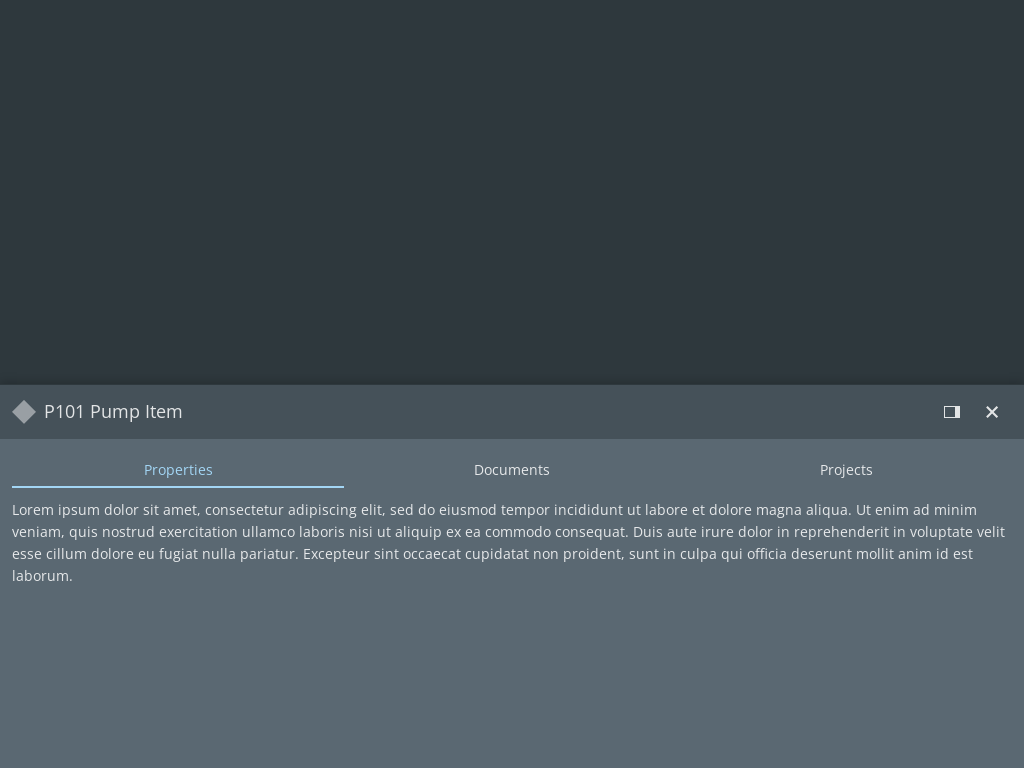 P101 Pump Item
Properties Documents Projects
Lorem ipsum dolor sit amet, consectetur adipiscing elit, sed do eiusmod tempor incididunt ut labore et dolore magna aliqua. Ut enim ad minim
veniam, quis nostrud exercitation ullamco laboris nisi ut aliquip ex ea commodo consequat. Duis aute irure dolor in reprehenderit in voluptate velit
esse cillum dolore eu fugiat nulla pariatur. Excepteur sint occaecat cupidatat non proident, sunt in culpa qui officia deserunt mollit anim id est
laborum.